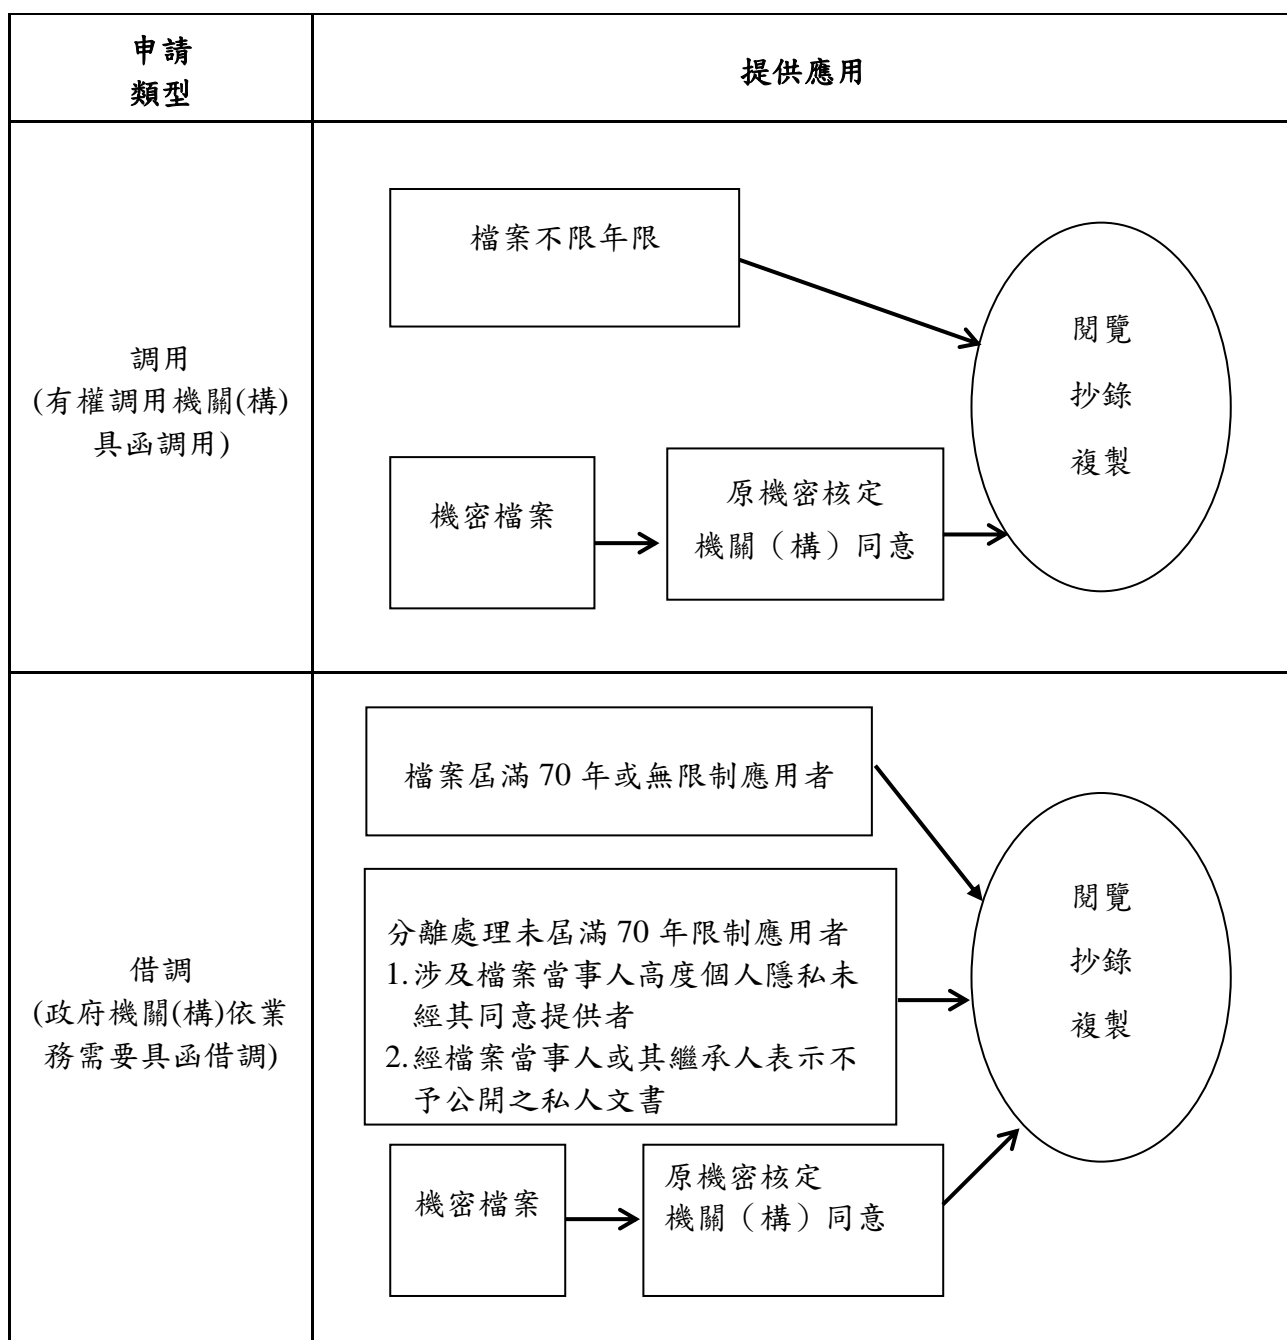 申請
類型
提供應用
調用
(有權調用機關(構)
具函調用)
檔案不限年限
機密檔案
原機密核定
機關（構）同意
閱覽
抄錄
複製
借調
(政府機關(構)依業
務需要具函借調)
檔案屆滿 70 年或無限制應用者
分離處理未屆滿 70 年限制應用者
1.涉及檔案當事人高度個人隱私未
經其同意提供者
2.經檔案當事人或其繼承人表示不
予公開之私人文書
機密檔案
原機密核定
機關（構）同意
閱覽
抄錄
複製